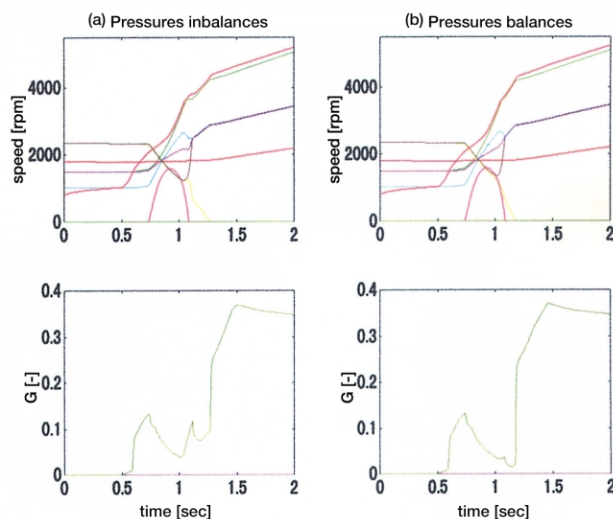 (a) Pressures inbalances
(b) Pressures balances
speed [rpm]
4000
2000
0
0 0.5 1 1.5 2
speed [rpm]
4000
2000
0
0 0.5 1 1.5 2
G [-]
0.4
0.3
0.2
0.1
0
0 0.5 1 1.5 2
time [sec]
G [-]
0.4
0.3
0.2
0.1
0
0 0.5 1 1.5 2
time [sec]